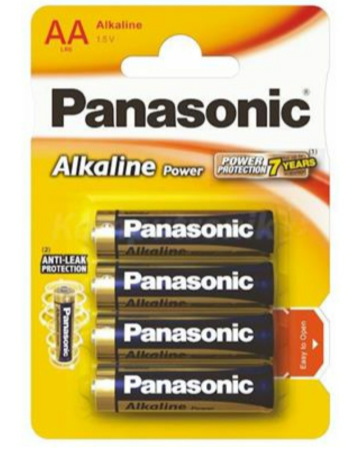 AA
Alkaline
1.5V
LR6
Panasonic
Alkaline Power
POWER PROTECTION 7 YEARS (1)
(2)
ANTI-LEAK
PROTECTION
Panasonic
Alkaline
Panasonic
Alkaline
Panasonic
Alkaline
Panasonic
Alkaline Power
Easy to Open